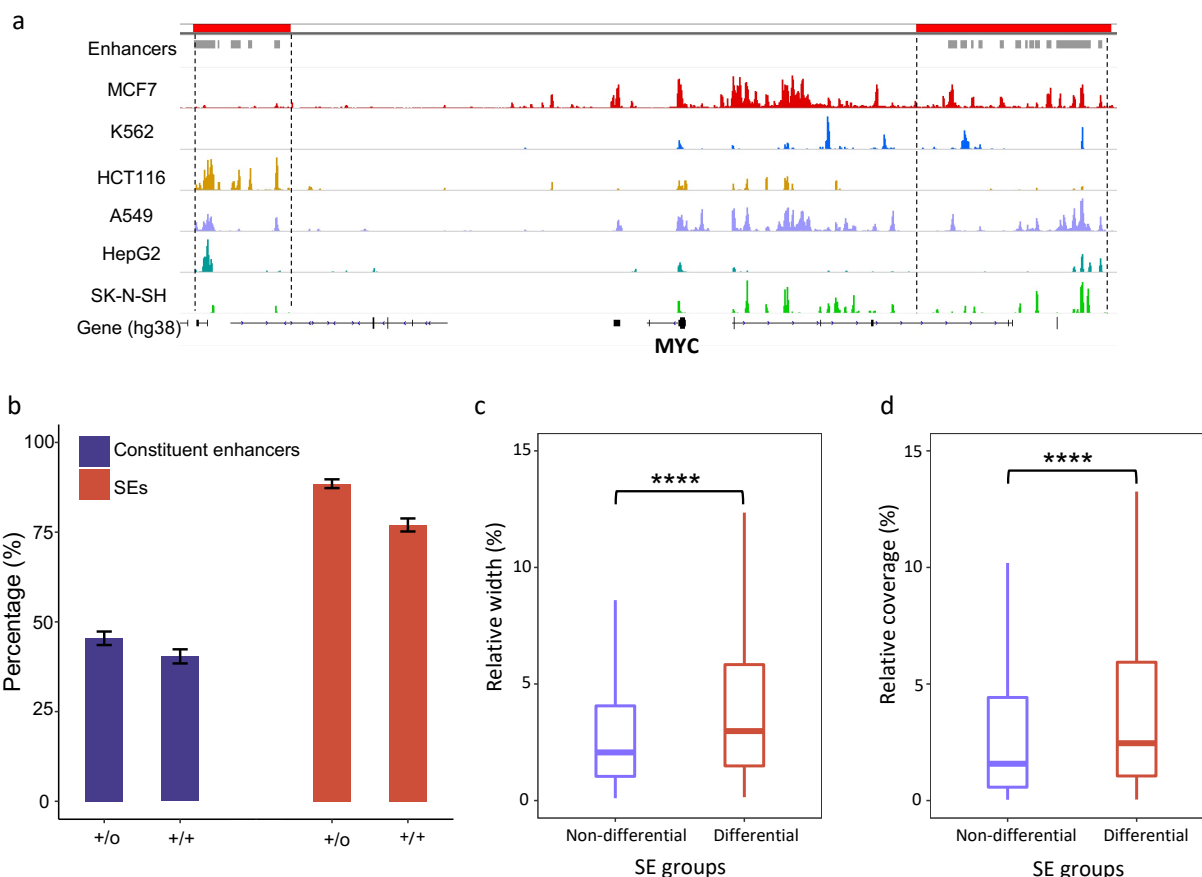 a
Enhancers
MCF7
K562
HCT116
A549
HepG2
SK-N-SH
Gene (hg38)
MYC
b
Percentage (%)
100
75
50
25
0
Constituent enhancers
SEs
+/o
+/+
+/o
+/+
c
Relative width (%)
15
10
5
0
****
Non-differential
Differential
SE groups
d
Relative coverage (%)
15
10
5
0
****
Non-differential
Differential
SE groups